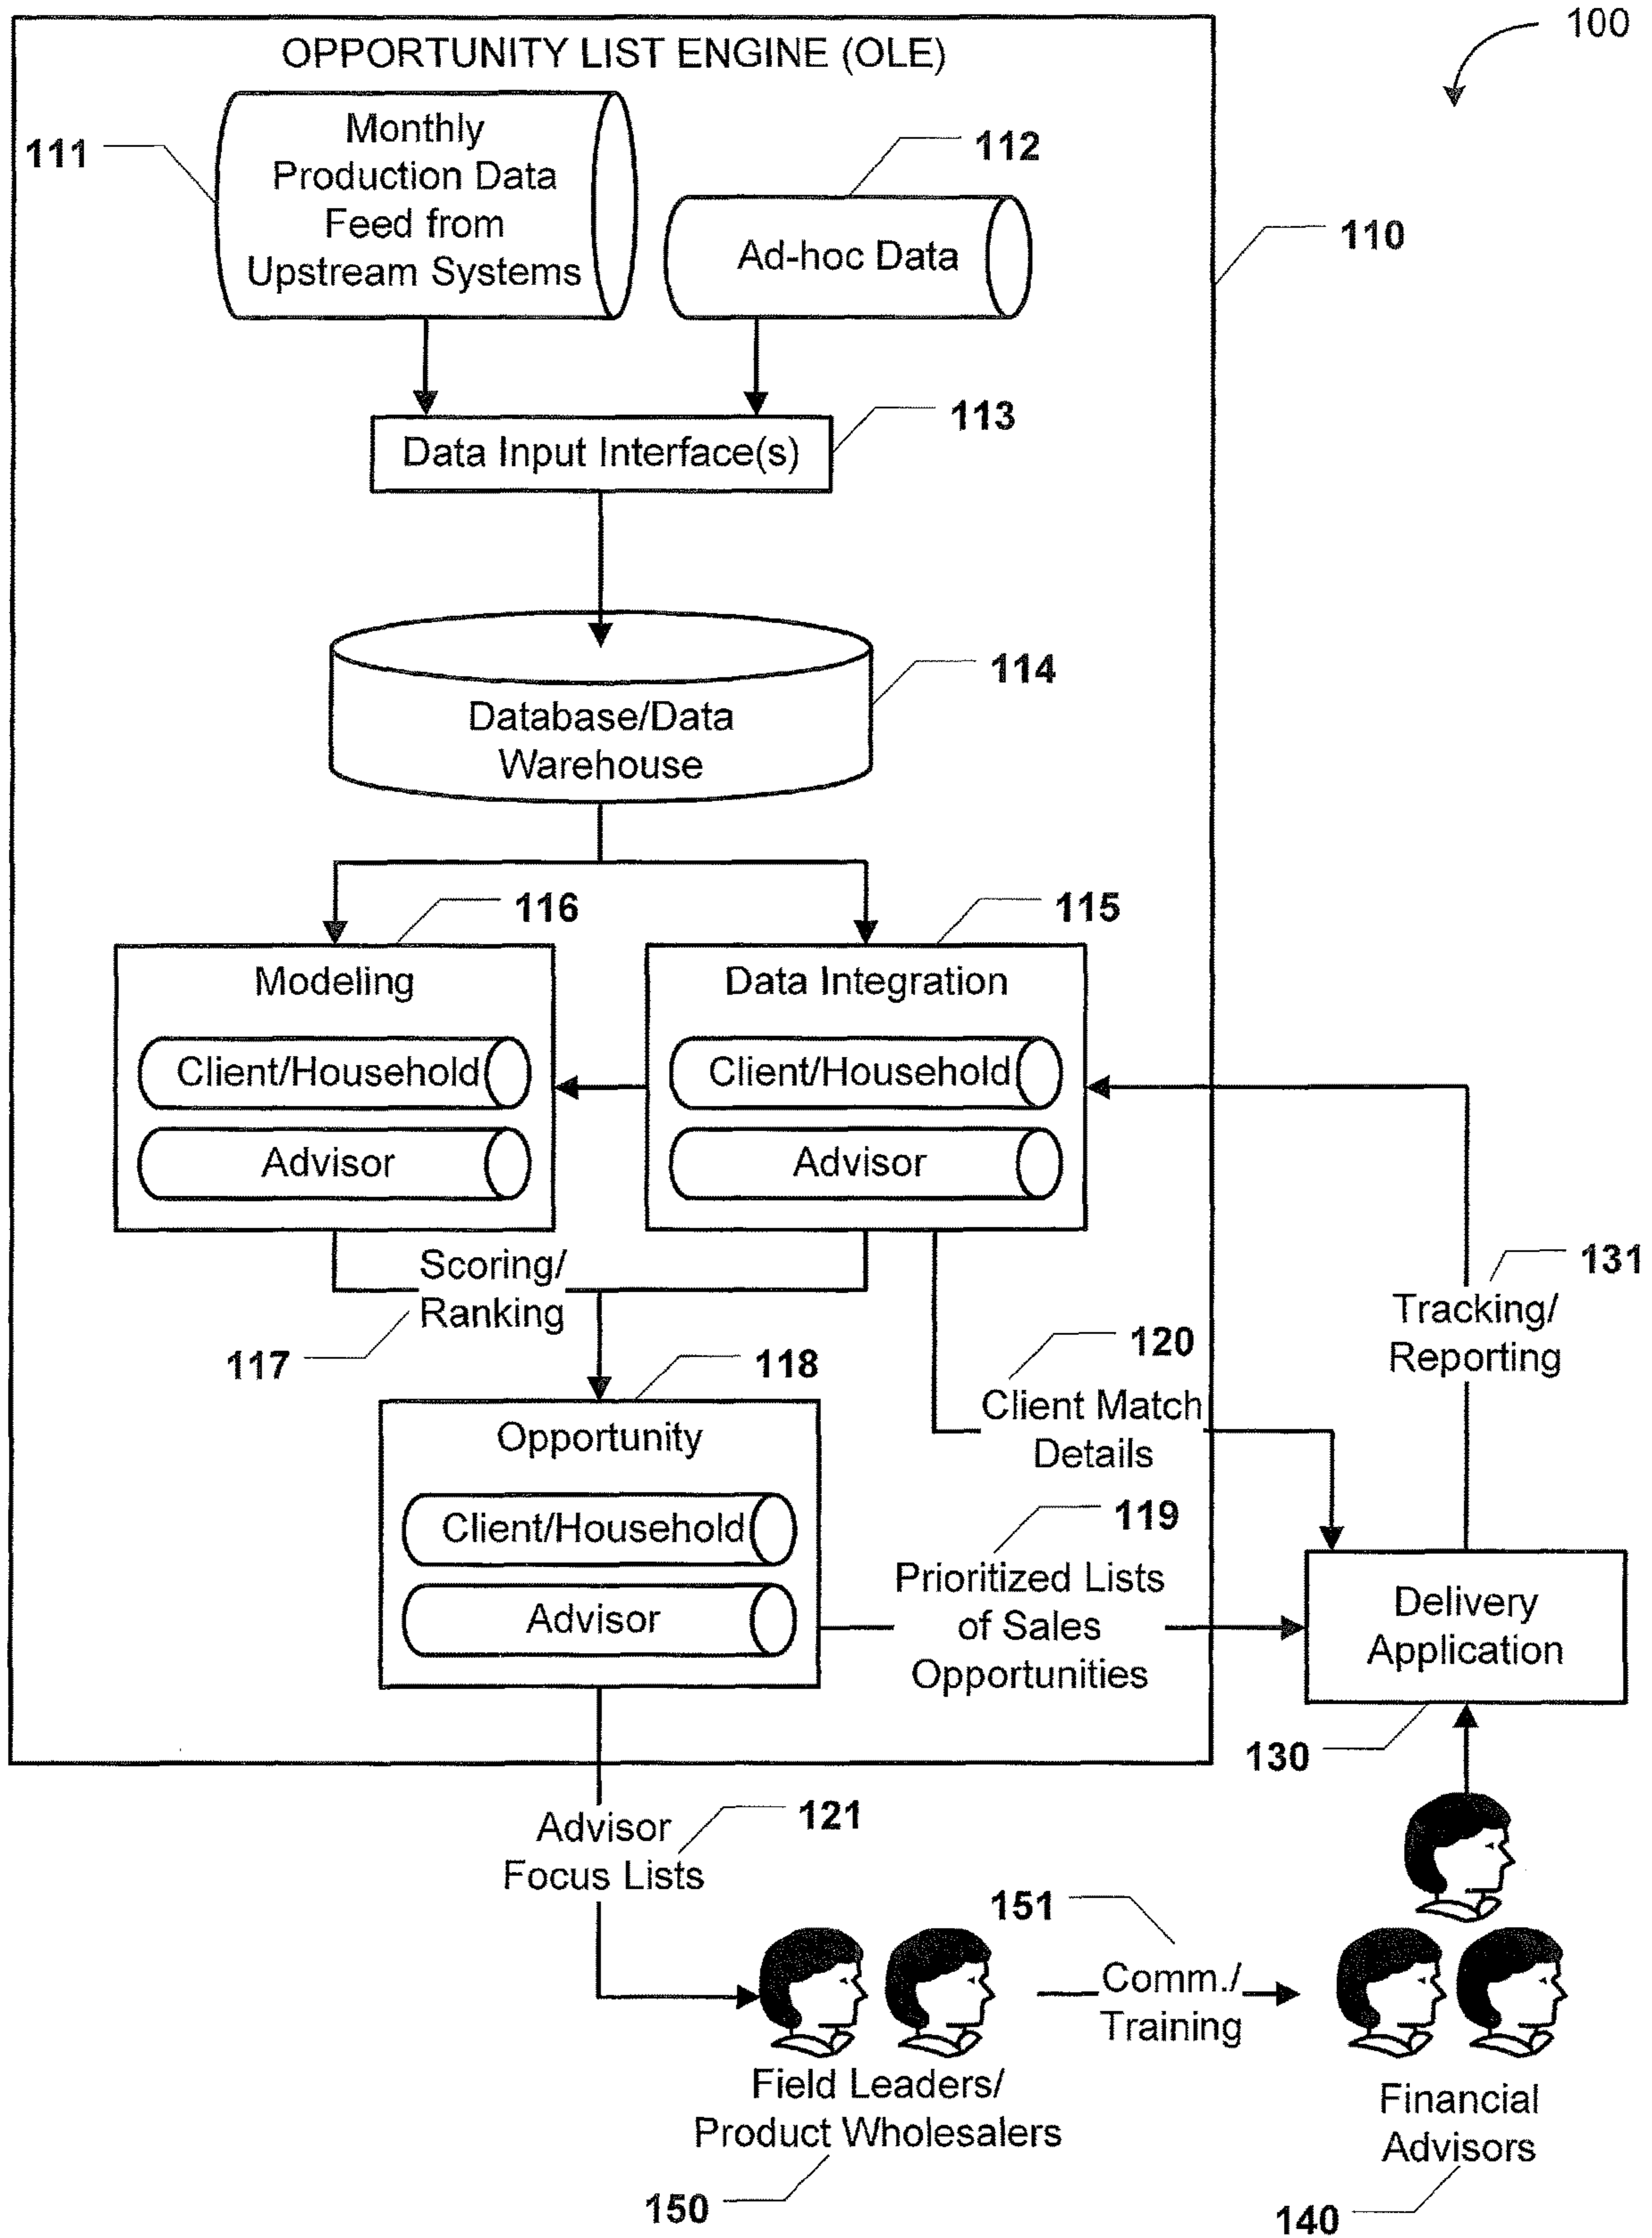 100
OPPORTUNITY LIST ENGINE (OLE)
111
Monthly
Production Data
Feed from
Upstream Systems
112
Ad-hoc Data
110
113
Data Input Interface(s)
114
Database/Data
Warehouse
116
115
Modeling
Client/Household
Advisor
Data Integration
Client/Household
Advisor
Scoring/
Ranking
117
131
Tracking/
Reporting
120
Client Match
Details
118
Opportunity
Client/Household
Advisor
119
Prioritized Lists
of Sales
Opportunities
Delivery
Application
130
Advisor
Focus Lists
121
151
Comm./
Training
Field Leaders/
Product Wholesalers
150
Financial
Advisors
140